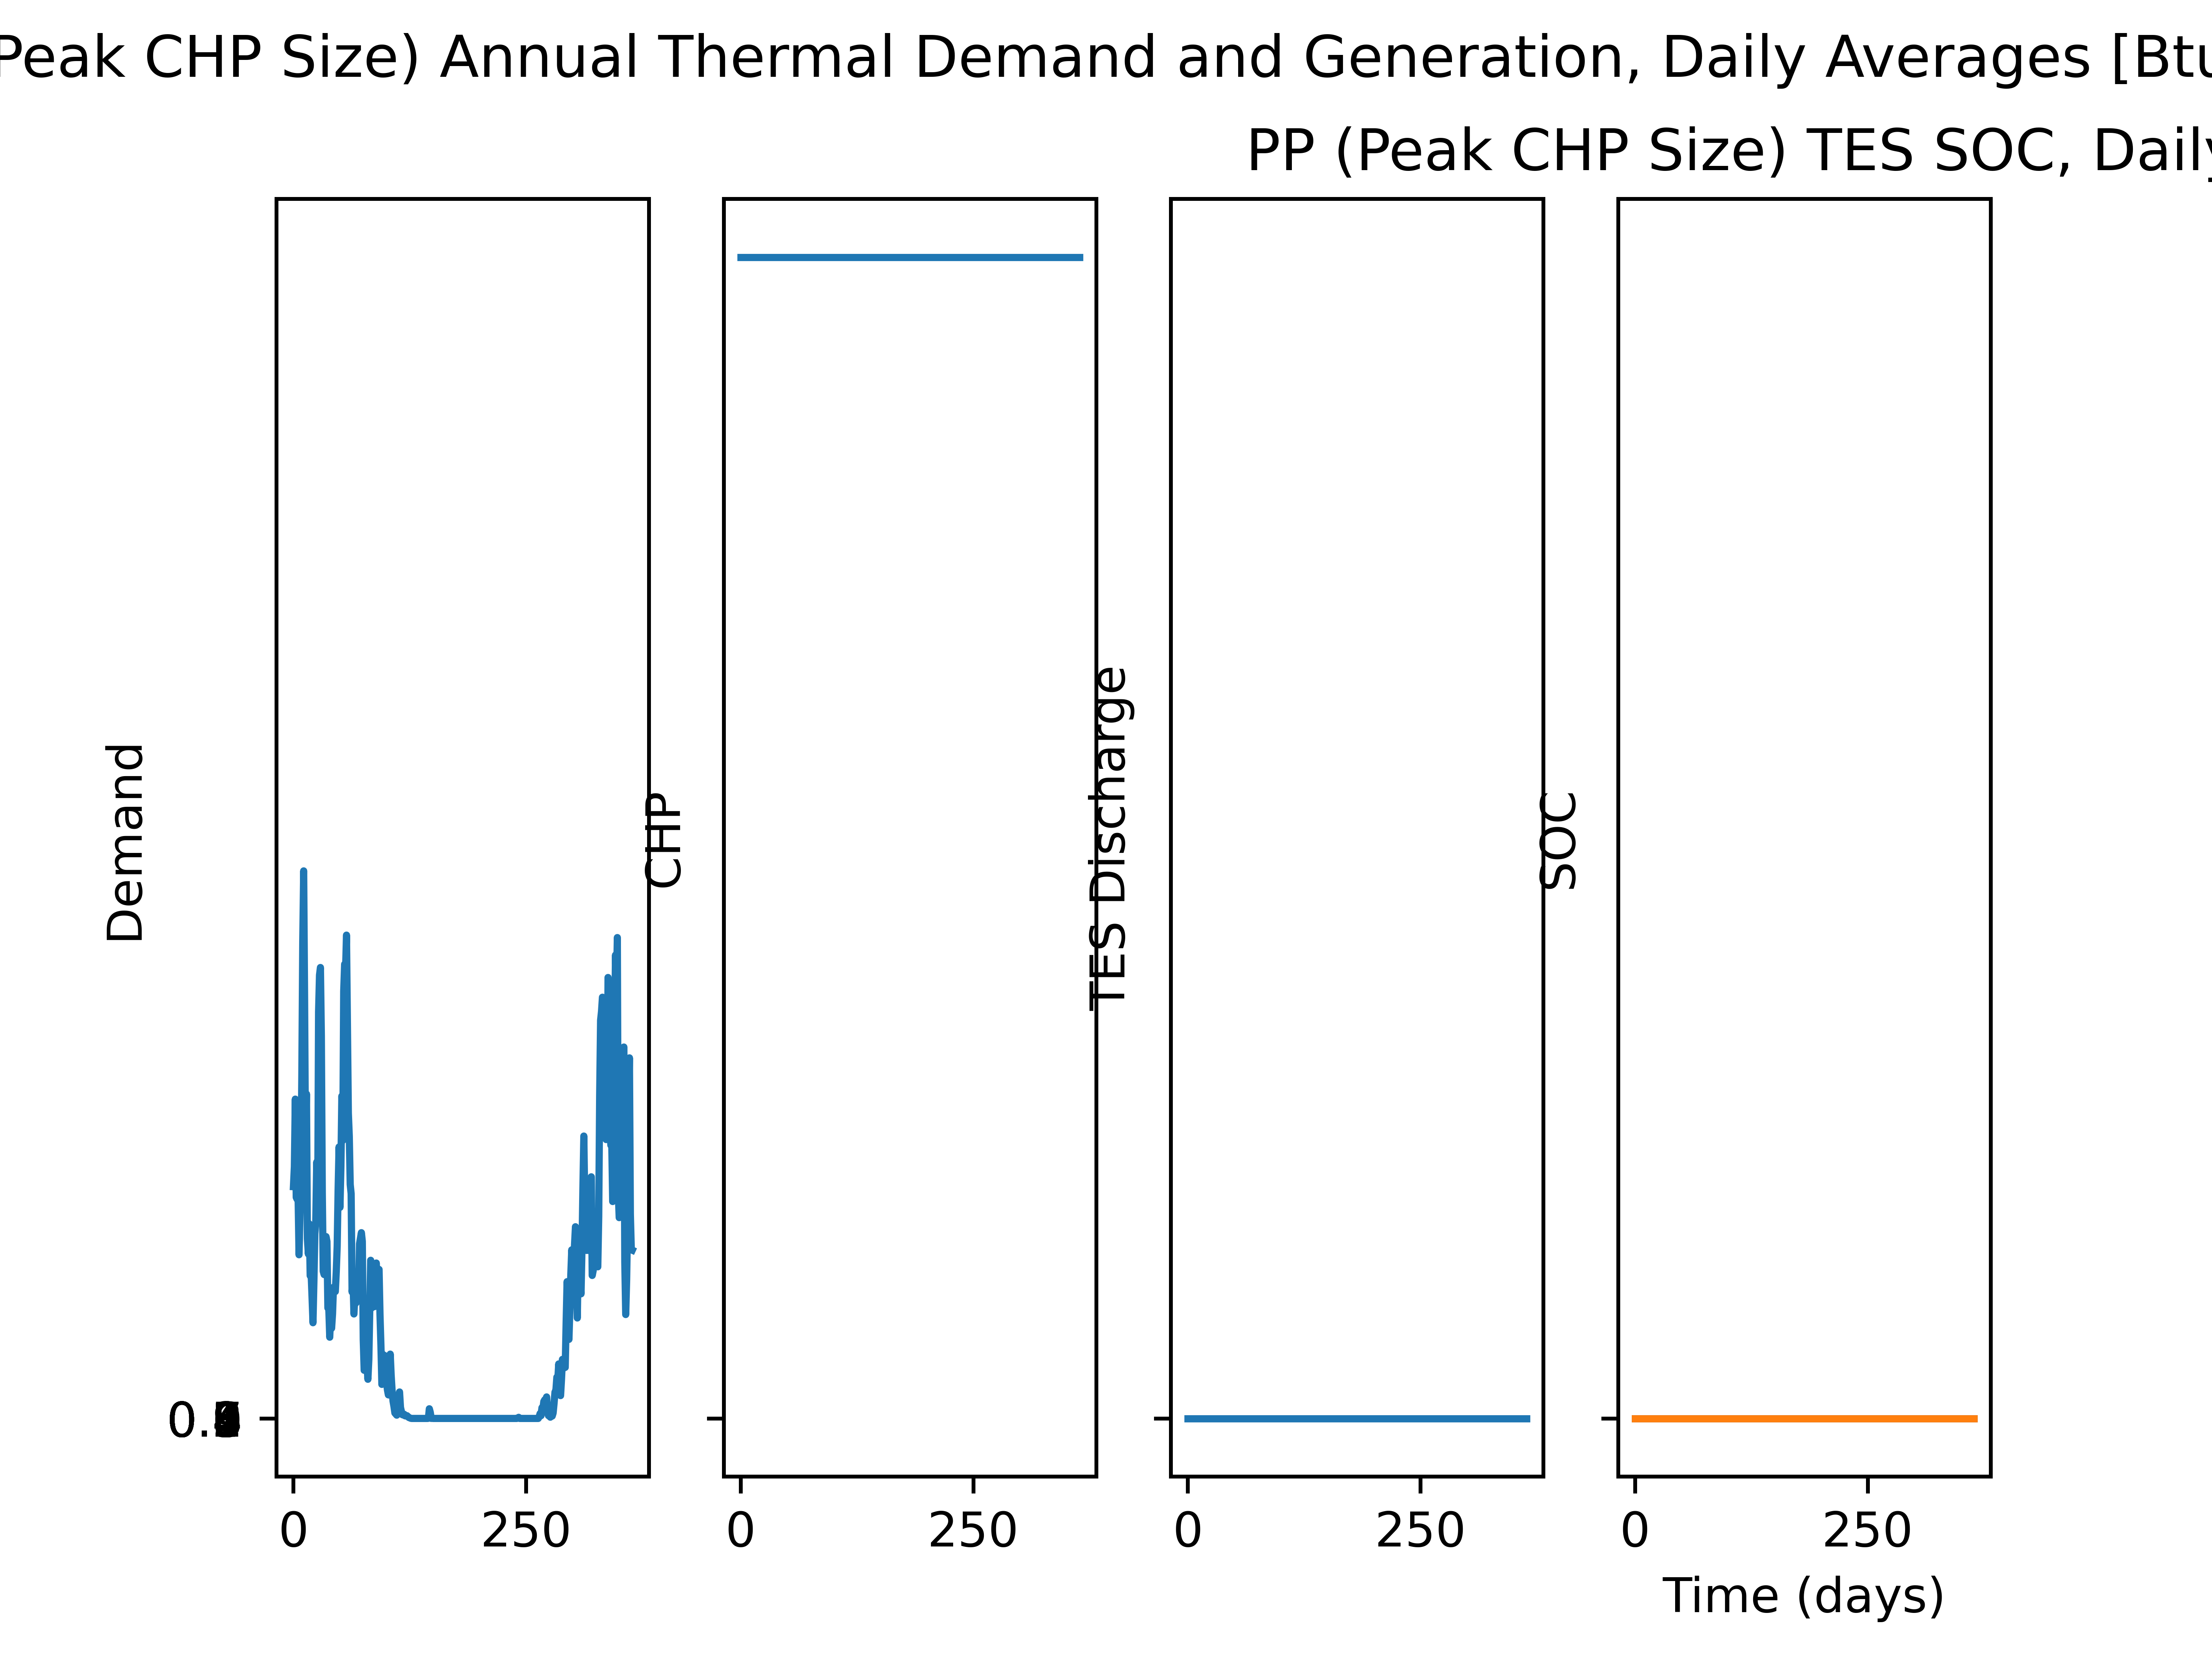 Peak CHP Size) Annual Thermal Demand and Generation, Daily Averages [Btu
PP (Peak CHP Size) TES SOC, Daily
Demand
CHP
TES Discharge
SOC
0 250 0 250 0 250 0 250
Time (days)